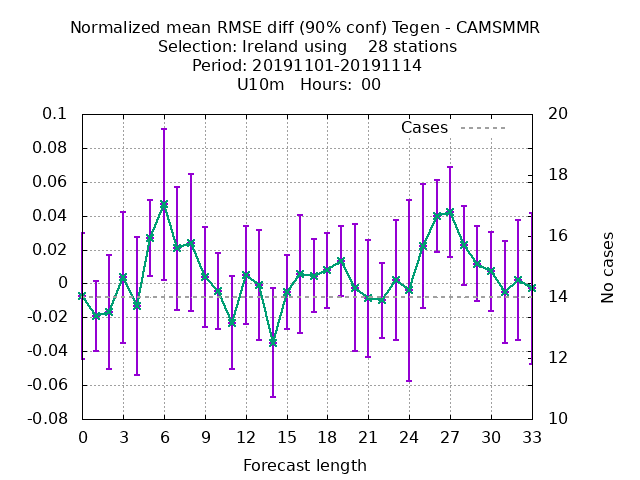 Normalized mean RMSE diff (90% conf) Tegen - CAMSMMR
Selection: Ireland using    28 stations
Period: 20191101-20191114
U10m   Hours:  00
Cases
0.1
0.08
0.06
0.04
0.02
0
-0.02
-0.04
-0.06
-0.08
20
18
16
14
12
10
No cases
0 3 6 9 12 15 18 21 24 27 30 33
Forecast length